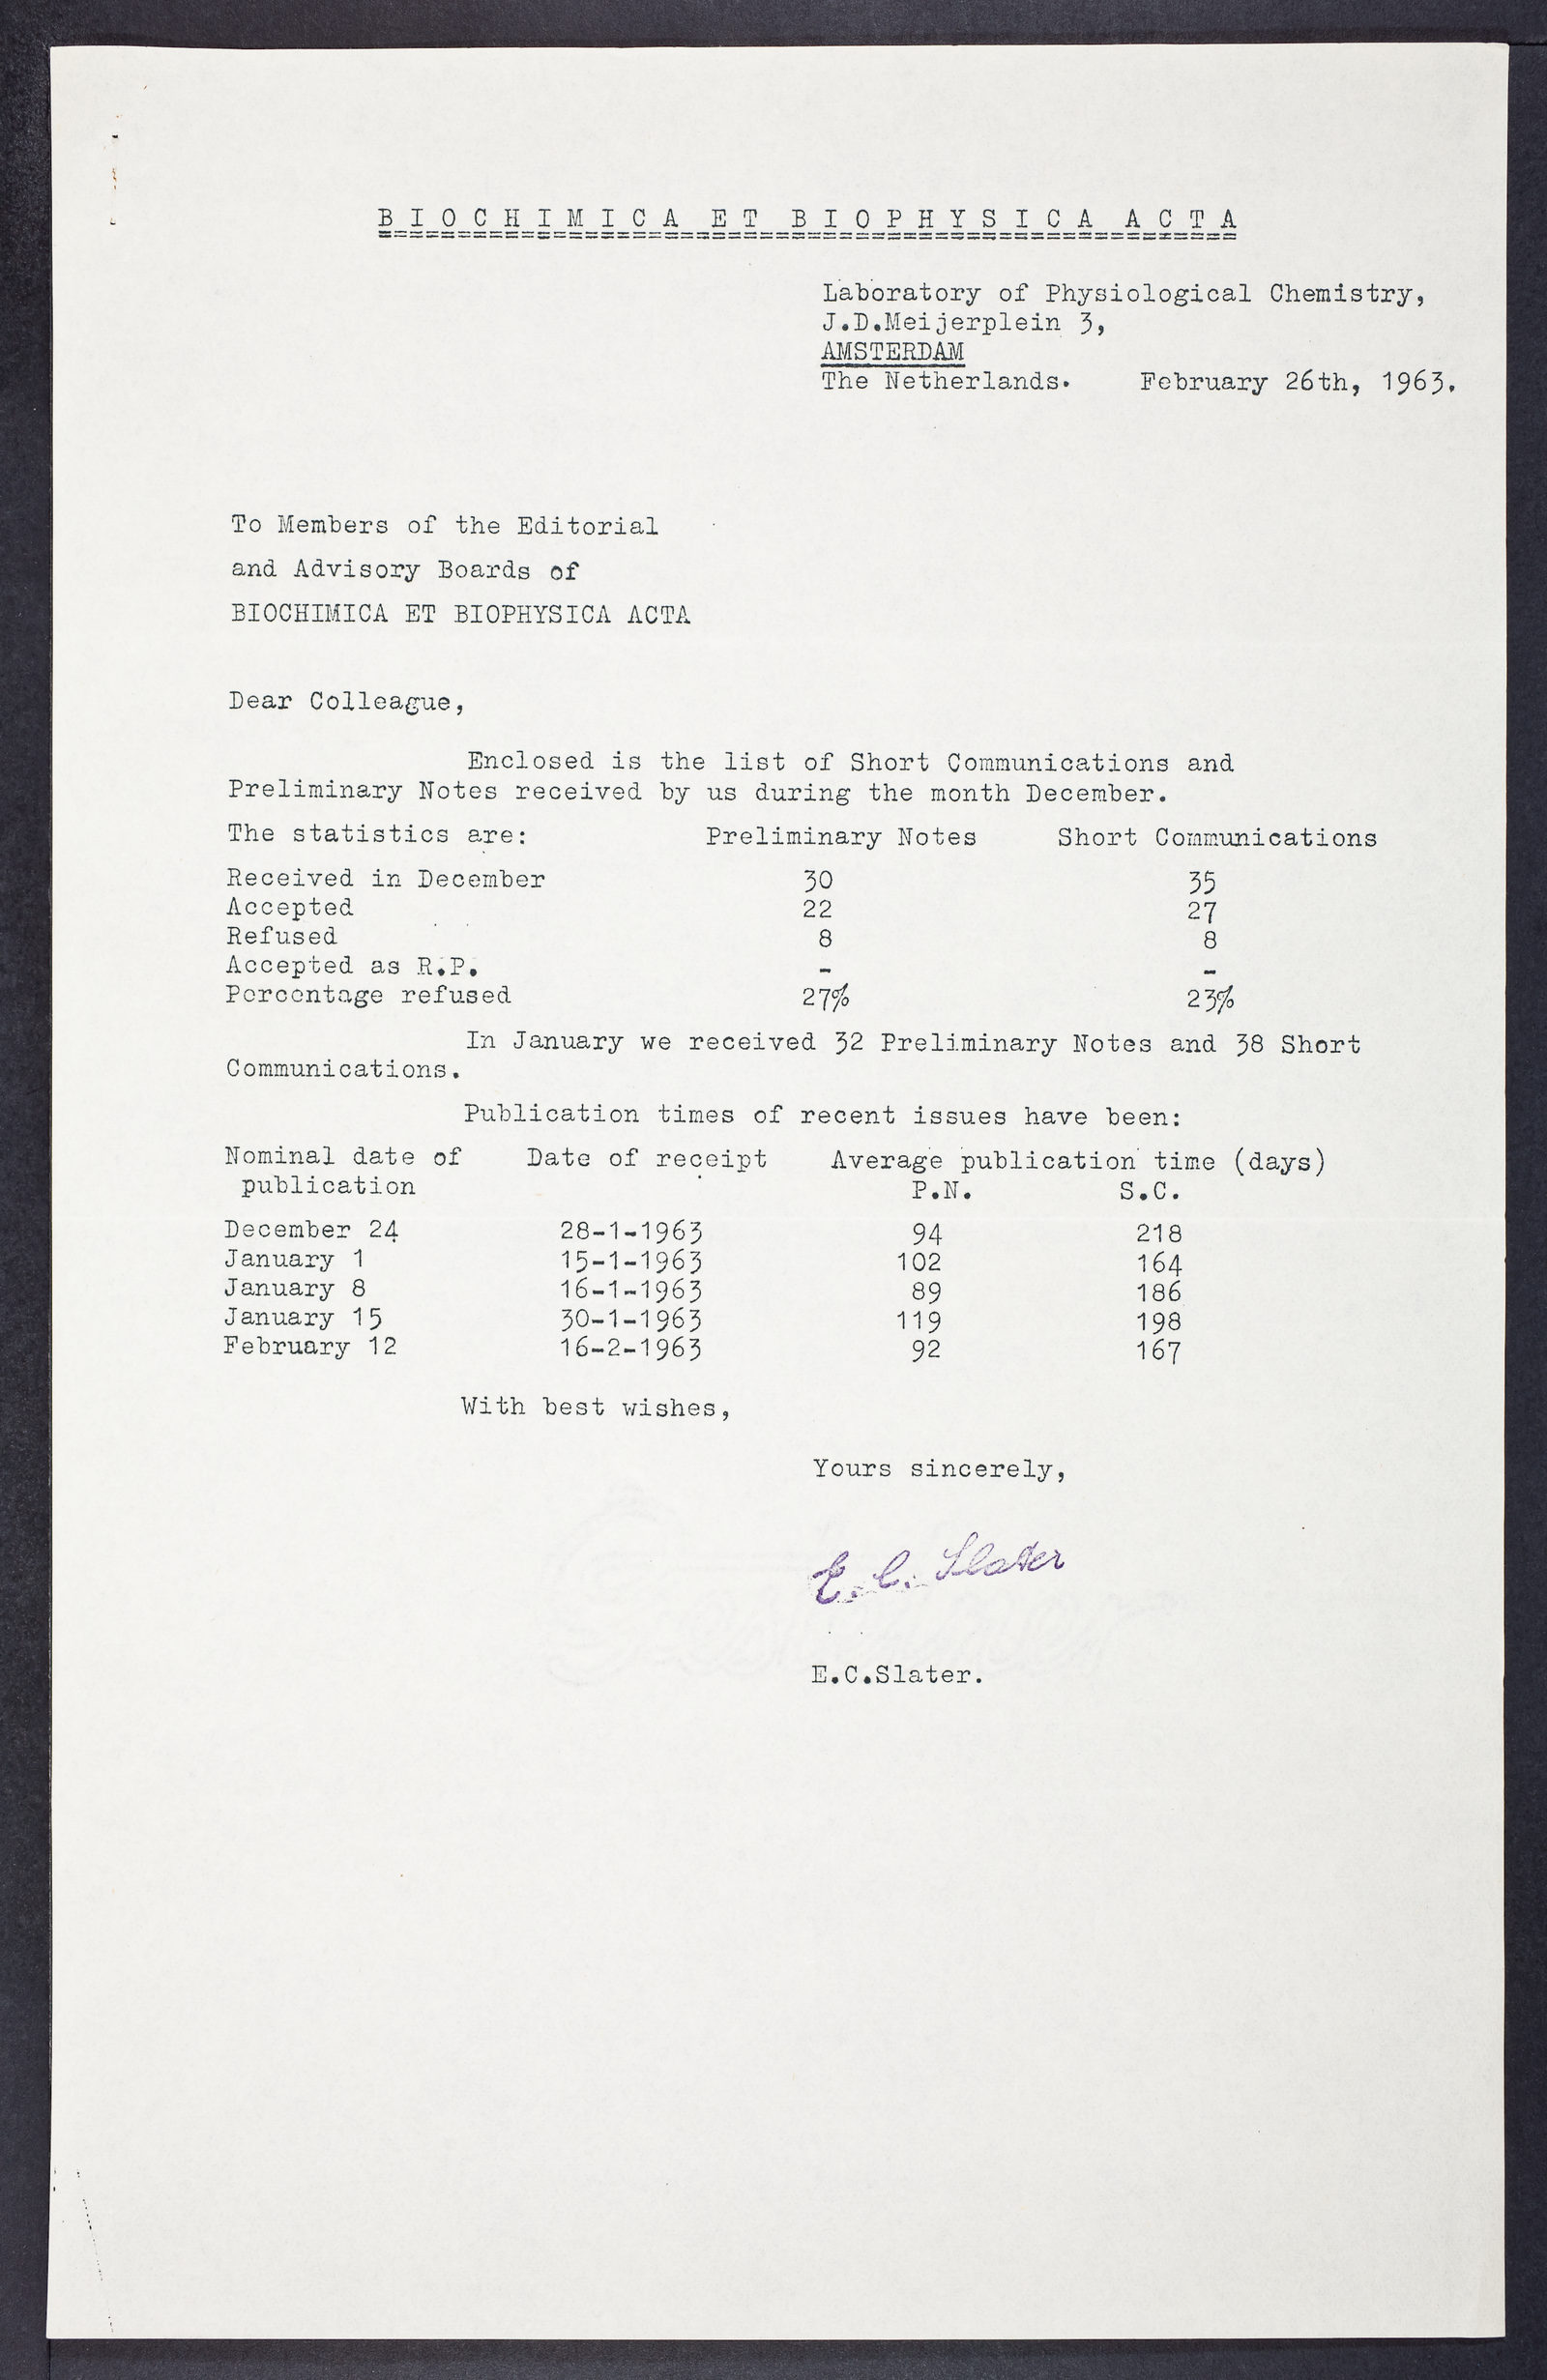 BIOCHIMICA ET BIOPHYSICA ACTA
Laboratory of Physiological Chemistry,
J.D.Meijerplein 3,
AMSTERDAM
The Netherlands. February 26th, 1963.
To Members of the Editorial
and Advisory Boards of
BIOCHIMICA ET BIOPHYSICA ACTA
Dear Colleague,
Enclosed is the list of Short Communications and
Preliminary Notes received by us during the month December.
The statistics are: Preliminary Notes Short Communications
Received in December 30 35
Accepted 22 27
Refused 8 8
Accepted as R.P. - -
Percentage refused 27% 23%
In January we received 32 Preliminary Notes and 38 Short
Communications.
Publication times of recent issues have been:
Nominal date of Date of receipt Average publication time (days)
publication P.N. S.C.
December 24 28-1-1963 94 218
January 1 15-1-1963 102 164
January 8 16-1-1963 89 186
January 15 30-1-1963 119 198
February 12 16-2-1963 92 167
With best wishes,
Yours sincerely,
E. C. Slater
E.C.Slater.